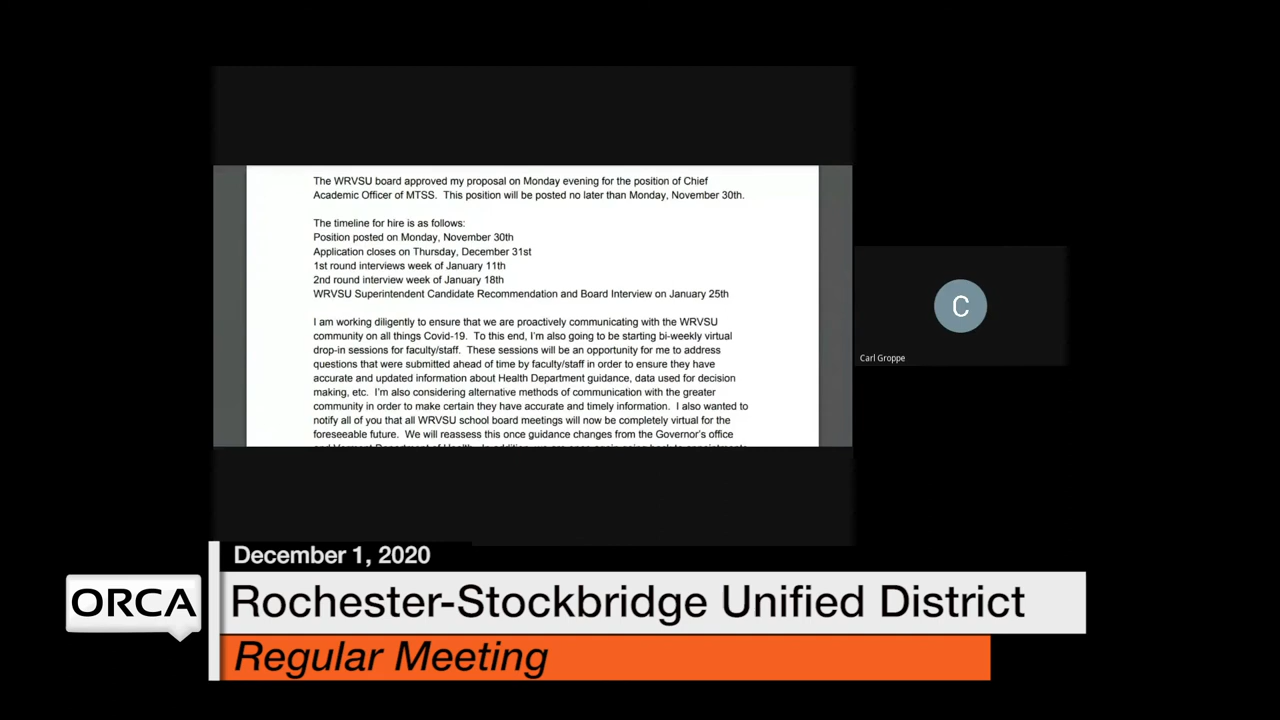 The WRVSU board approved my proposal on Monday evening for the position of Chief
Academic Officer of MTSS.  This position will be posted no later than Monday, November 30th.
The timeline for hire is as follows:
Position posted on Monday, November 30th
Application closes on Thursday, December 31st
1st round interviews week of January 11th
2nd round interview week of January 18th
WRVSU Superintendent Candidate Recommendation and Board Interview on January 25th
I am working diligently to ensure that we are proactively communicating with the WRVSU
community on all things Covid-19.  To this end, I'm also going to be starting bi-weekly virtual
drop-in sessions for faculty/staff.  These sessions will be an opportunity for me to address
questions that were submitted ahead of time by faculty/staff in order to ensure they have
accurate and updated information about Health Department guidance, data used for decision
making, etc.  I'm also considering alternative methods of communication with the greater
community in order to make certain they have accurate and timely information.  I also wanted to
notify all of you that all WRVSU school board meetings will now be completely virtual for the
foreseeable future.  We will reassess this once guidance changes from the Governor's office
C
Carl Groppe
December 1, 2020
ORCA
Rochester-Stockbridge Unified District
Regular Meeting